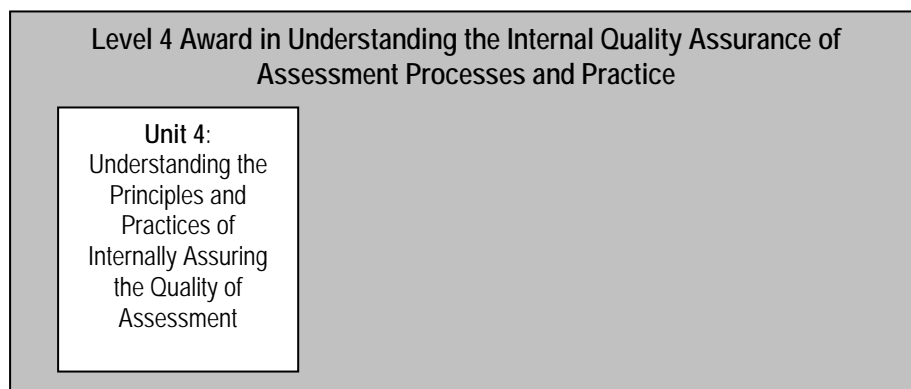 Level 4 Award in Understanding the Internal Quality Assurance of
Assessment Processes and Practice
Unit 4:
Understanding the
Principles and
Practices of
Internally Assuring
the Quality of
Assessment